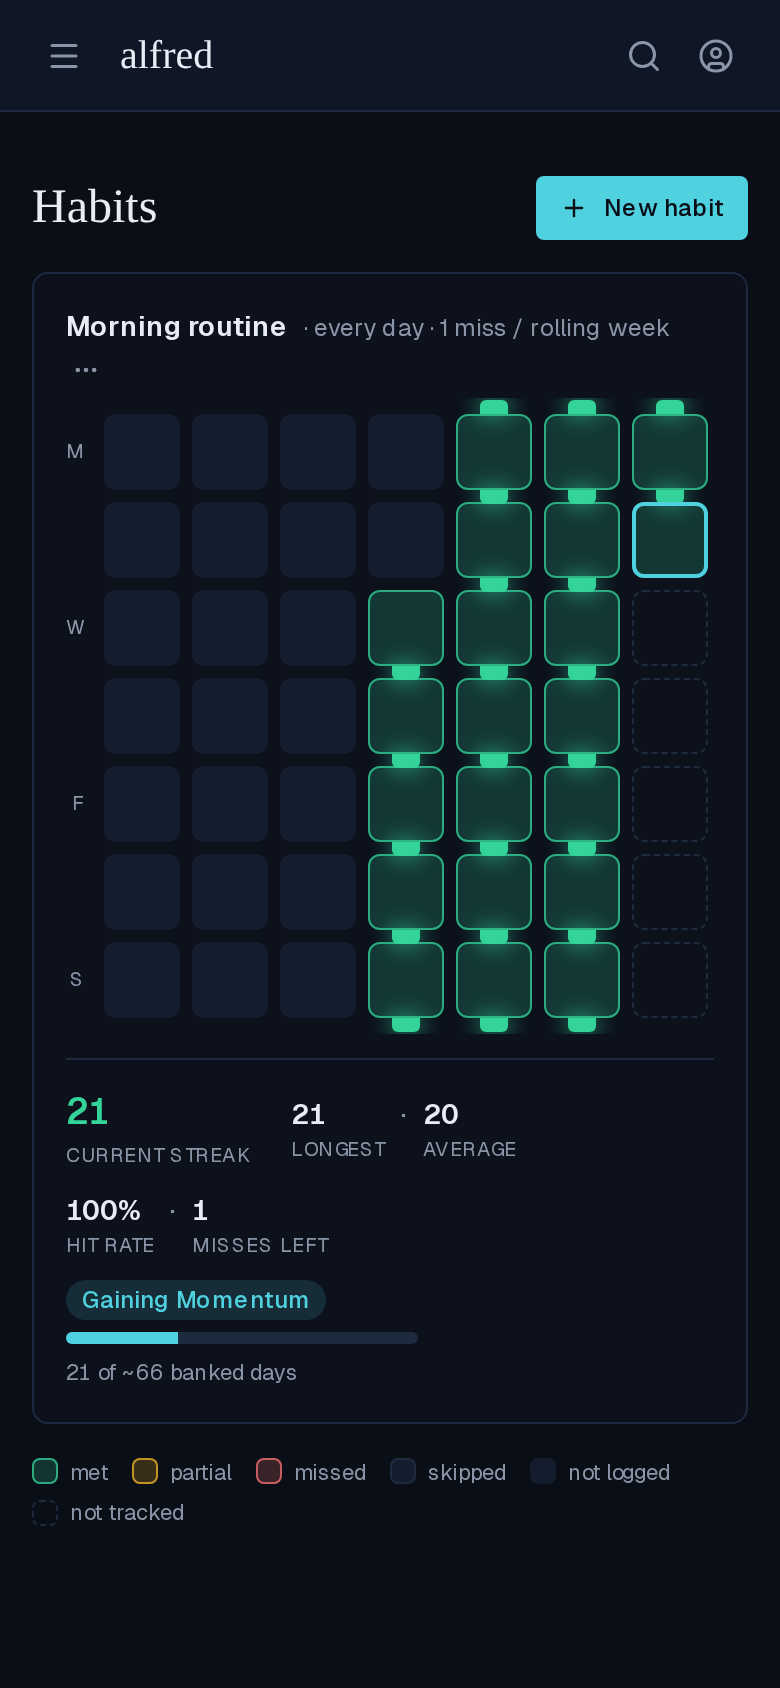 alfred
Habits
+ New habit
Morning routine · every day · 1 miss / rolling week
...
M
W
F
S
21 21 · 20
CURRENT STREAK LONGEST AVERAGE
100% · 1
HIT RATE MISSES LEFT
Gaining Momentum
21 of ~66 banked days
met partial missed skipped not logged
not tracked